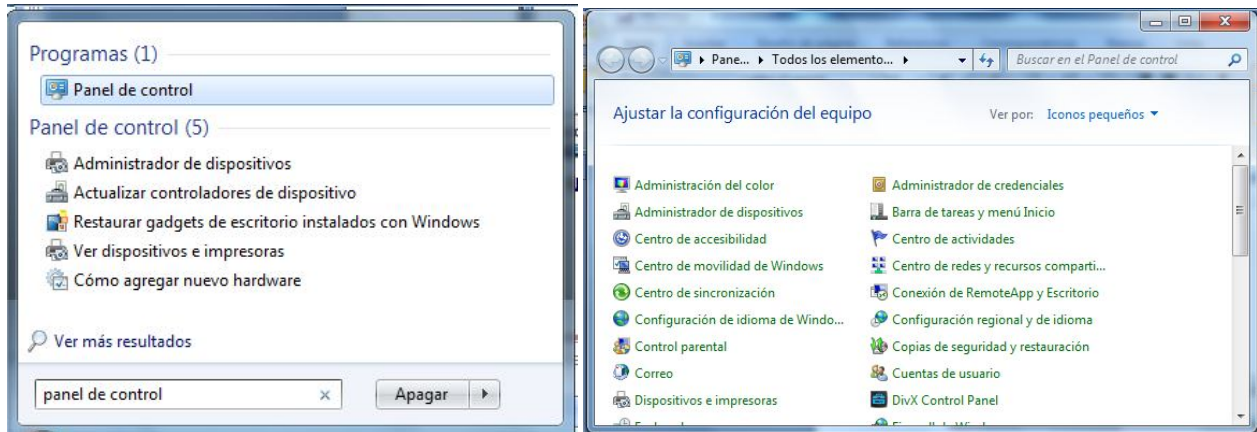 Programas (1)
Panel de control
Panel de control (5)
Administrador de dispositivos
Actualizar controladores de dispositivo
Restaurar gadgets de escritorio instalados con Windows
Ver dispositivos e impresoras
Cómo agregar nuevo hardware
Ver más resultados
panel de control
Apagar
Pane... Todos los elemento...
Buscar en el Panel de control
Ajustar la configuración del equipo
Ver por: Iconos pequeños
Administración del color
Administrador de credenciales
Administrador de dispositivos
Barra de tareas y menú Inicio
Centro de accesibilidad
Centro de actividades
Centro de movilidad de Windows
Centro de redes y recursos comparti...
Centro de sincronización
Conexión de RemoteApp y Escritorio
Configuración de idioma de Windo...
Configuración regional y de idioma
Control parental
Copias de seguridad y restauración
Correo
Cuentas de usuario
Dispositivos e impresoras
DivX Control Panel